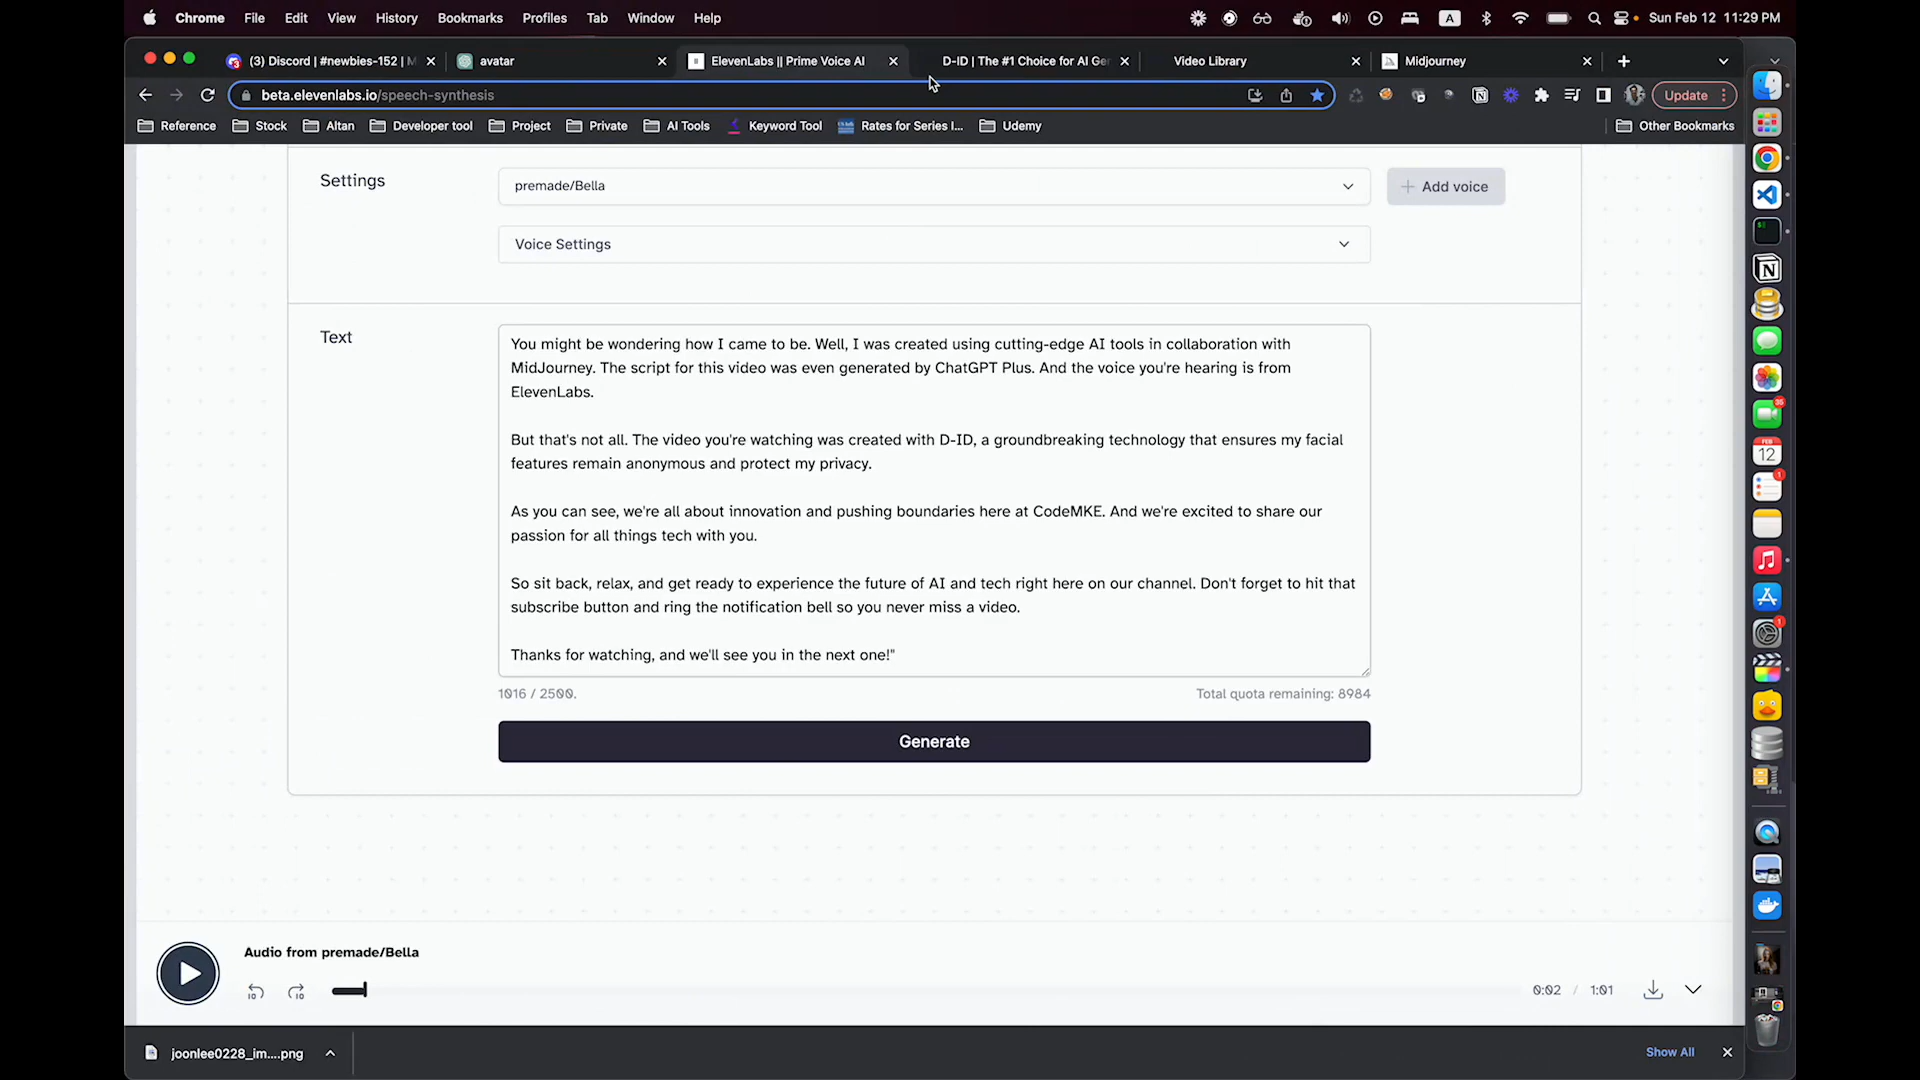 Chrome File Edit View History Bookmarks Profiles Tab Window Help
A
Sun Feb 12 11:29 PM
(3) Discord | #newbies-152 | M
avatar
ElevenLabs || Prime Voice AI
D-ID | The #1 Choice for AI Ge
Video Library
Midjourney
beta.elevenlabs.io/speech-synthesis
Update
Reference Stock Altan Developer tool Project Private AI Tools Keyword Tool Rates for Series I... Udemy Other Bookmarks
Settings
premade/Bella
Add voice
Voice Settings
Text
You might be wondering how I came to be. Well, I was created using cutting-edge AI tools in collaboration with
MidJourney. The script for this video was even generated by ChatGPT Plus. And the voice you're hearing is from
ElevenLabs.
But that's not all. The video you're watching was created with D-ID, a groundbreaking technology that ensures my facial
features remain anonymous and protect my privacy.
As you can see, we're all about innovation and pushing boundaries here at CodeMKE. And we're excited to share our
passion for all things tech with you.
So sit back, relax, and get ready to experience the future of AI and tech right here on our channel. Don't forget to hit that
subscribe button and ring the notification bell so you never miss a video.
Thanks for watching, and we'll see you in the next one!"
1016 / 2500.
Total quota remaining: 8984
Generate
Audio from premade/Bella
10
10
0:02 / 1:01
joonlee0228_im....png
Show All
35
FEB
12
1
1